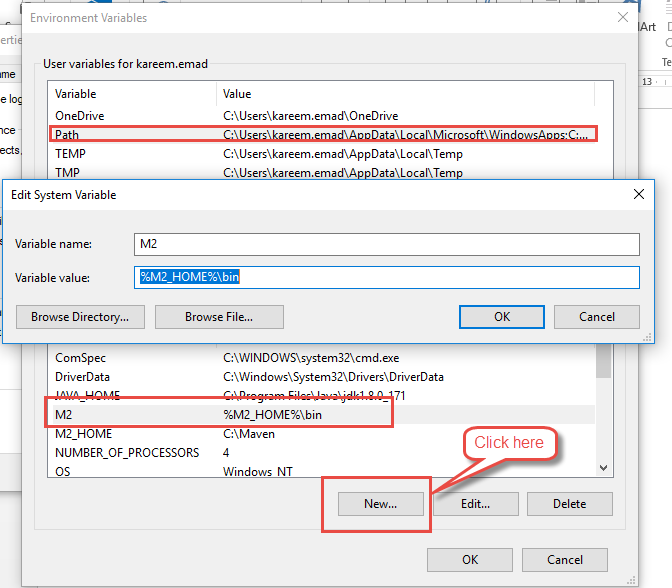 Environment Variables
lArt
erties
Te
13
User variables for kareem.emad
me
Variable Value
e log
OneDrive C:\Users\kareem.emad\OneDrive
nce
Path C:\Users\kareem.emad\AppData\Local\Microsoft\WindowsApps;C:...
ects,
TEMP C:\Users\kareem.emad\AppData\Local\Temp
TMP C:\Users\kareem.emad\AppData\Local\Temp
Edit System Variable
Variable name: M2
Variable value: %M2_HOME%\bin
Browse Directory... Browse File... OK Cancel
ComSpec C:\WINDOWS\system32\cmd.exe
DriverData C:\Windows\System32\Drivers\DriverData
JAVA_HOME C:\Program Files\Java\jdk1.8.0_171
M2 %M2_HOME%\bin
M2_HOME C:\Maven
NUMBER_OF_PROCESSORS 4
OS Windows_NT
Click here
New... Edit... Delete
OK Cancel